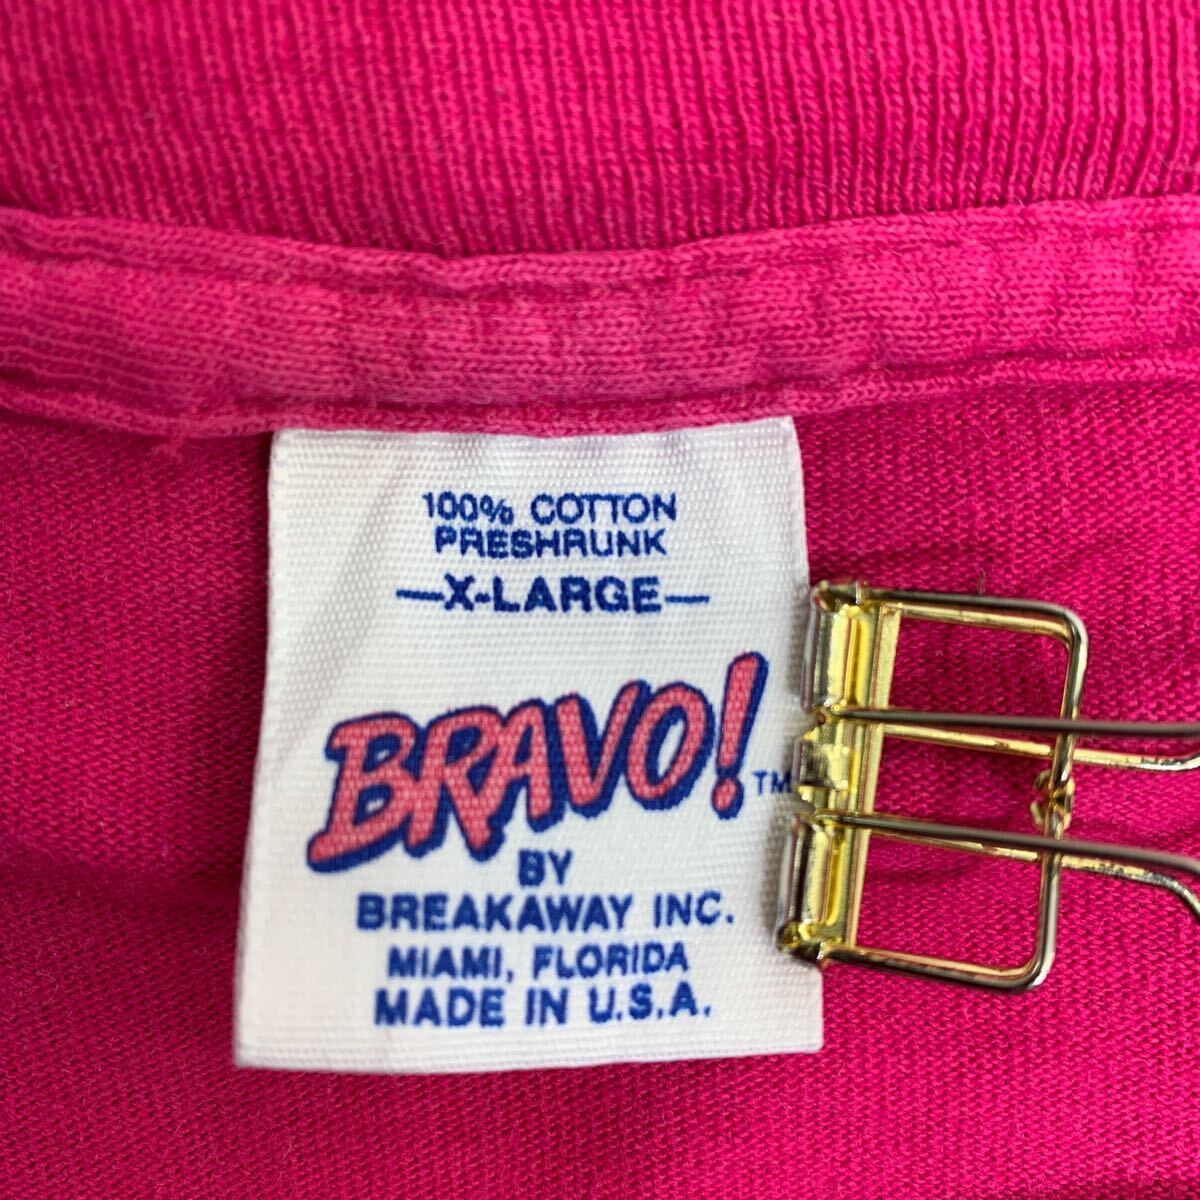 100% COTTON
PRESHRUNK
—X-LARGE—
BRAVO!™
BY
BREAKAWAY INC.
MIAMI, FLORIDA
MADE IN U.S.A.